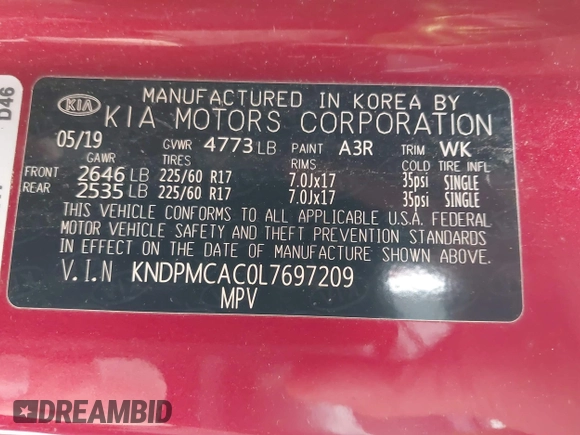 D46
KIA
MANUFACTURED IN KOREA BY
KIA MOTORS CORPORATION
05/19 GVWR 4773 LB PAINT A3R TRIM WK
GAWR TIRES RIMS COLD TIRE INFL
FRONT 2646 LB 225/60 R17 7.0Jx17 35psi SINGLE
REAR 2535 LB 225/60 R17 7.0Jx17 35psi SINGLE
THIS VEHICLE CONFORMS TO ALL APPLICABLE U.S.A. FEDERAL
MOTOR VEHICLE SAFETY AND THEFT PREVENTION STANDARDS
IN EFFECT ON THE DATE OF MANUFACTURE SHOWN ABOVE.
V.I.N KNDPMCAC0L7697209
MPV
DREAMBID